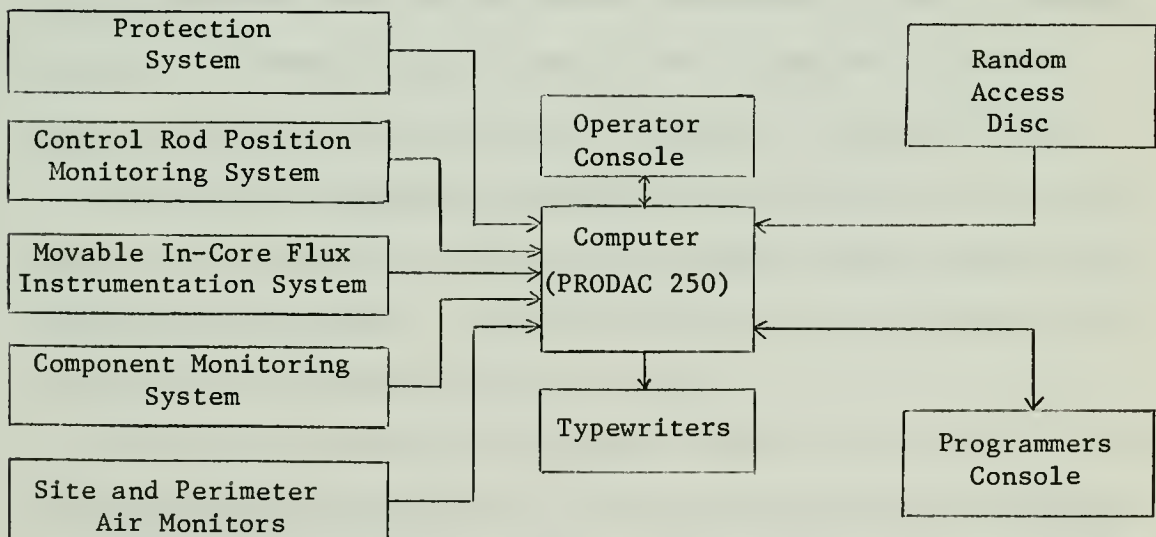 Protection
System
Control Rod Position
Monitoring System
Movable In-Core Flux
Instrumentation System
Component Monitoring
System
Site and Perimeter
Air Monitors
Operator
Console
Computer
(PRODAC 250)
Typewriters
Random
Access
Disc
Programmers
Console